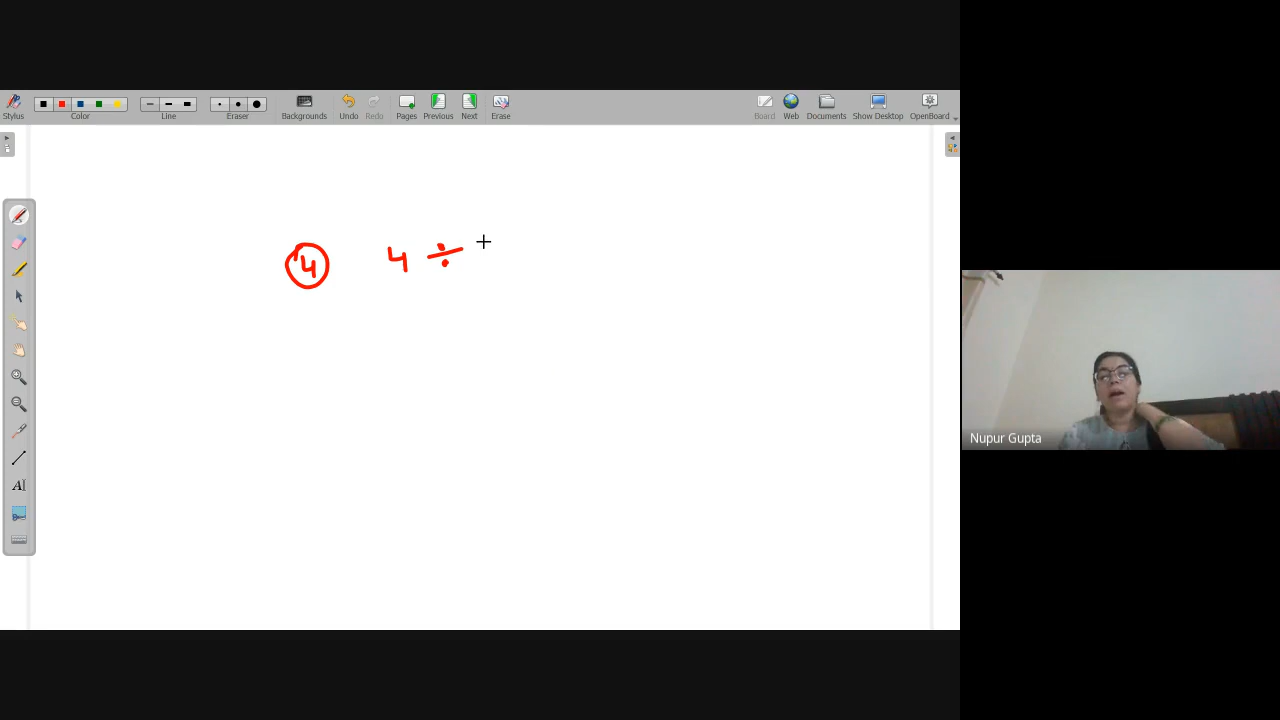 Stylus Color Line Eraser Backgrounds Undo Redo Pages Previous Next Erase Board Web Documents Show Desktop OpenBoard
4 4 ÷
AI
Nupur Gupta